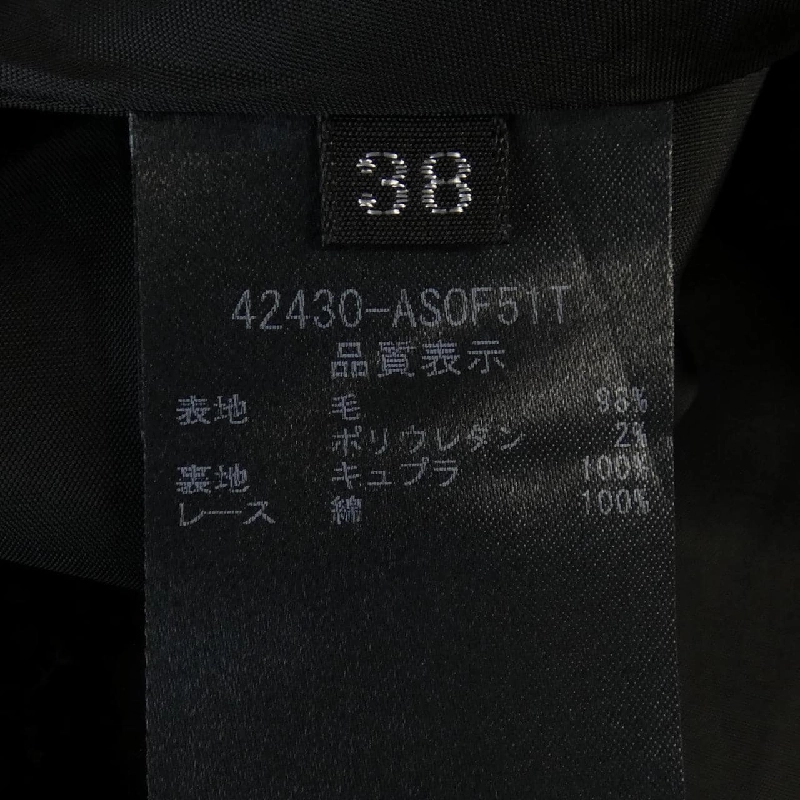 38
42430-ASOF51T
品質表示
表地 毛 98%
ポリウレタン 2%
裏地 キュプラ 100%
レース 綿 100%